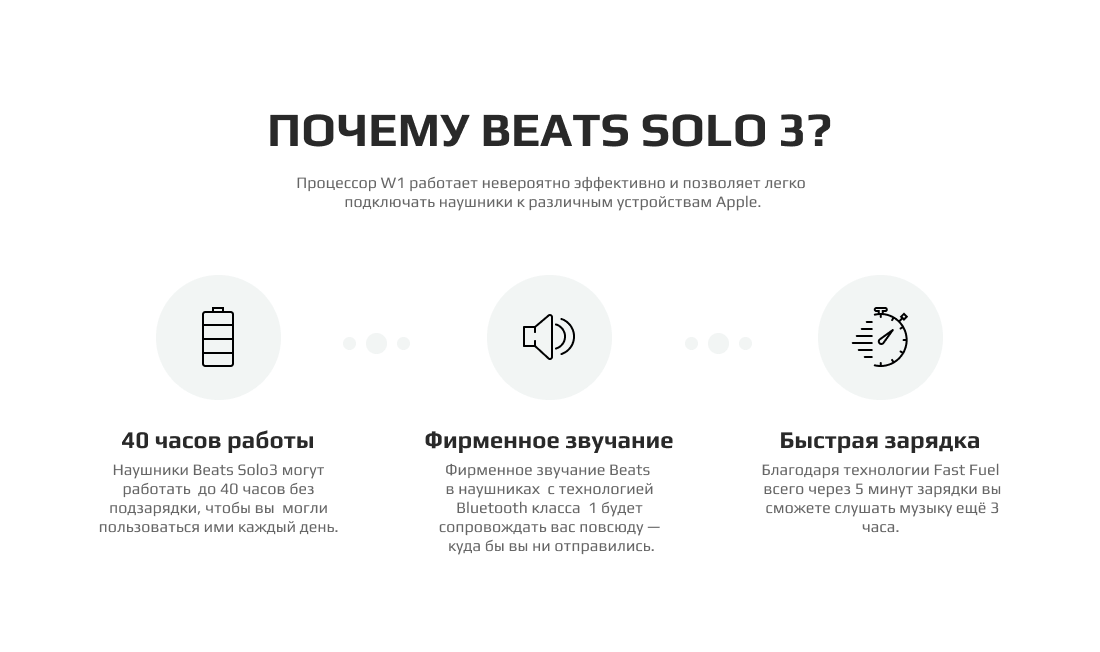 ПОЧЕМУ BEATS SOLO 3?
Процессор W1 работает невероятно эффективно и позволяет легко
подключать наушники к различным устройствам Apple.
40 часов работы
Наушники Beats Solo3 могут
работать до 40 часов без
подзарядки, чтобы вы могли
пользоваться ими каждый день.
Фирменное звучание
Фирменное звучание Beats
в наушниках с технологией
Bluetooth класса 1 будет
сопровождать вас повсюду —
куда бы вы ни отправились.
Быстрая зарядка
Благодаря технологии Fast Fuel
всего через 5 минут зарядки вы
сможете слушать музыку ещё 3
часа.